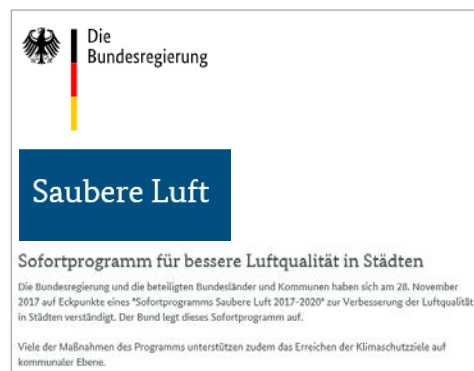 Die
Bundesregierung
Saubere Luft
Sofortprogramm für bessere Luftqualität in Städten
Die Bundesregierung und die beteiligten Bundesländer und Kommunen haben sich am 28. November
2017 auf Eckpunkte eines "Sofortprogramms Saubere Luft 2017-2020" zur Verbesserung der Luftqualität
in Städten verständigt. Der Bund legt dieses Sofortprogramm auf.
Viele der Maßnahmen des Programms unterstützen zudem das Erreichen der Klimaschutzziele auf
kommunaler Ebene.